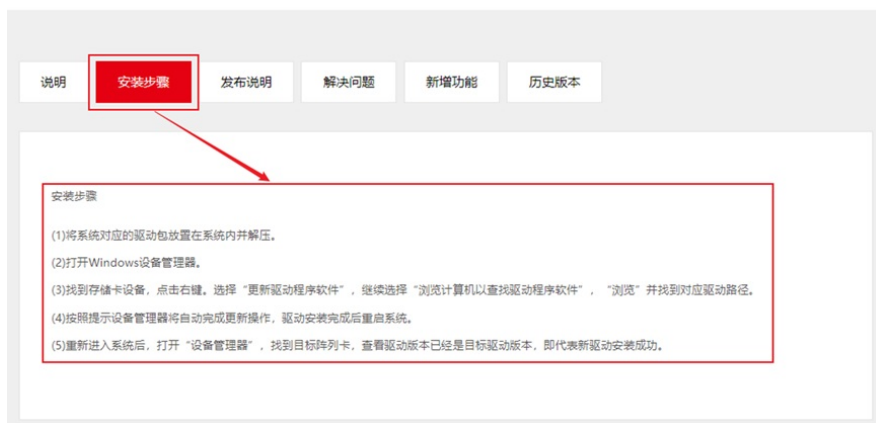 说明 安装步骤 发布说明 解决问题 新增功能 历史版本
安装步骤
(1)将系统对应的驱动包放置在系统内并解压。
(2)打开Windows设备管理器。
(3)找到存储卡设备，点击右键。选择“更新驱动程序软件”，继续选择“浏览计算机以查找驱动程序软件”，“浏览”并找到对应驱动路径。
(4)按照提示设备管理器将自动完成更新操作，驱动安装完成后重启系统。
(5)重新进入系统后，打开“设备管理器”，找到目标阵列卡，查看驱动版本已经是目标驱动版本，即代表新驱动安装成功。